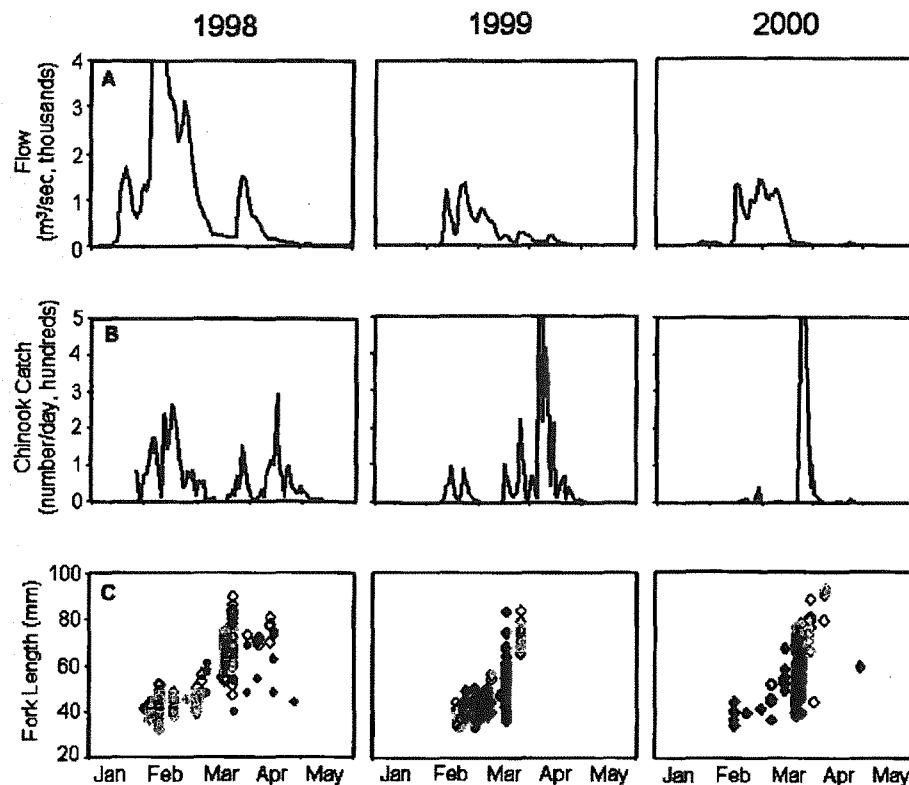 1998 1999 2000
A
Flow
(m³/sec, thousands)
4
3
2
1
0
B
Chinook Catch
(number/day, hundreds)
5
4
3
2
1
0
C
Fork Length (mm)
100
80
60
40
20
Jan Feb Mar Apr May Jan Feb Mar Apr May Jan Feb Mar Apr May